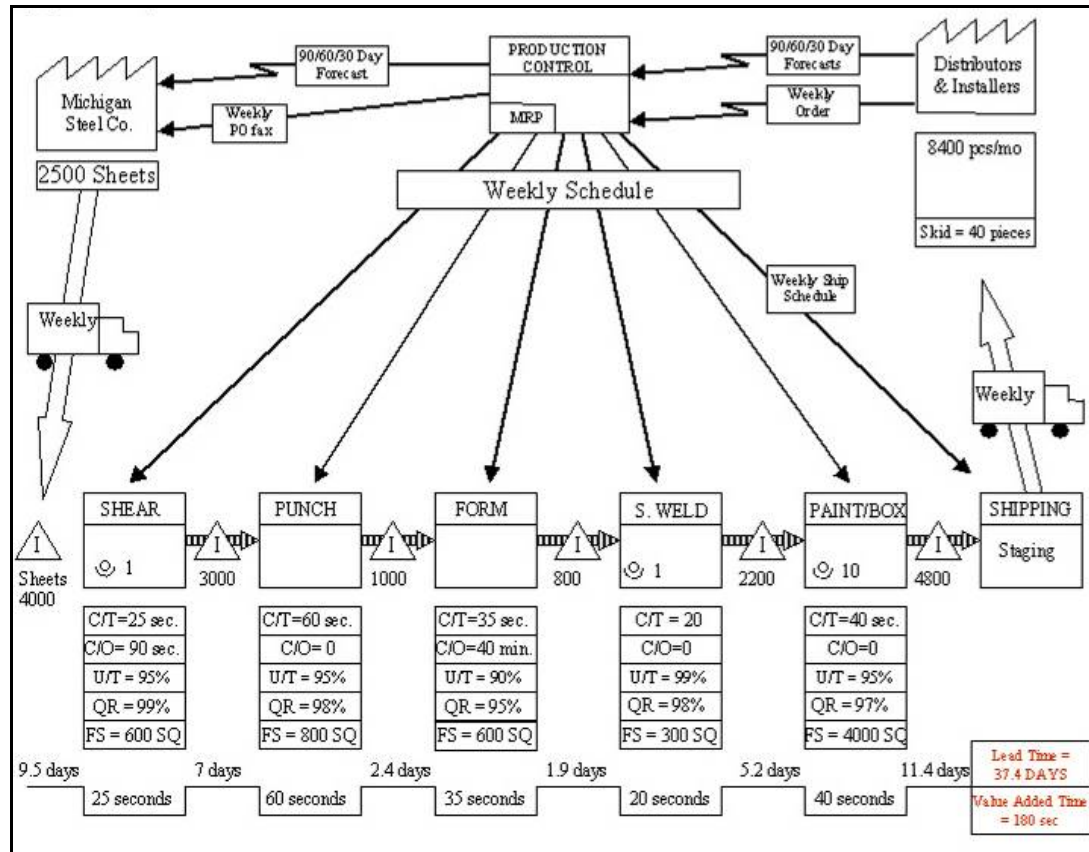 90/60/30 Day
Forecast
PRODUCTION
CONTROL
MRP
90/60/30 Day
Forecasts
Distributors
& Installers
Michigan
Steel Co.
Weekly
PO fax
Weekly
Order
2500 Sheets
Weekly Schedule
8400 pcs/mo
Skid = 40 pieces
Weekly Ship
Schedule
Weekly
Weekly
SHEAR
PUNCH
FORM
S. WELD
PAINT/BOX
SHIPPING
Staging
I
I
I
I
I
I
1
1
10
Sheets
4000
3000
1000
800
2200
4800
C/T=25 sec.
C/O= 90 sec.
U/T = 95%
QR = 99%
FS = 600 SQ
C/T=60 sec.
C/O= 0
U/T = 95%
QR = 98%
FS = 800 SQ
C/T=35 sec.
C/O=40 min.
U/T = 90%
QR = 95%
FS = 600 SQ
C/T = 20
C/O=0
U/T = 99%
QR = 98%
FS = 300 SQ
C/T=40 sec.
C/O=0
U/T = 95%
QR = 97%
FS = 4000 SQ
9.5 days
7 days
2.4 days
1.9 days
5.2 days
11.4 days
25 seconds
60 seconds
35 seconds
20 seconds
40 seconds
Lead Time =
37.4 DAYS
Value Added Time
= 180 sec